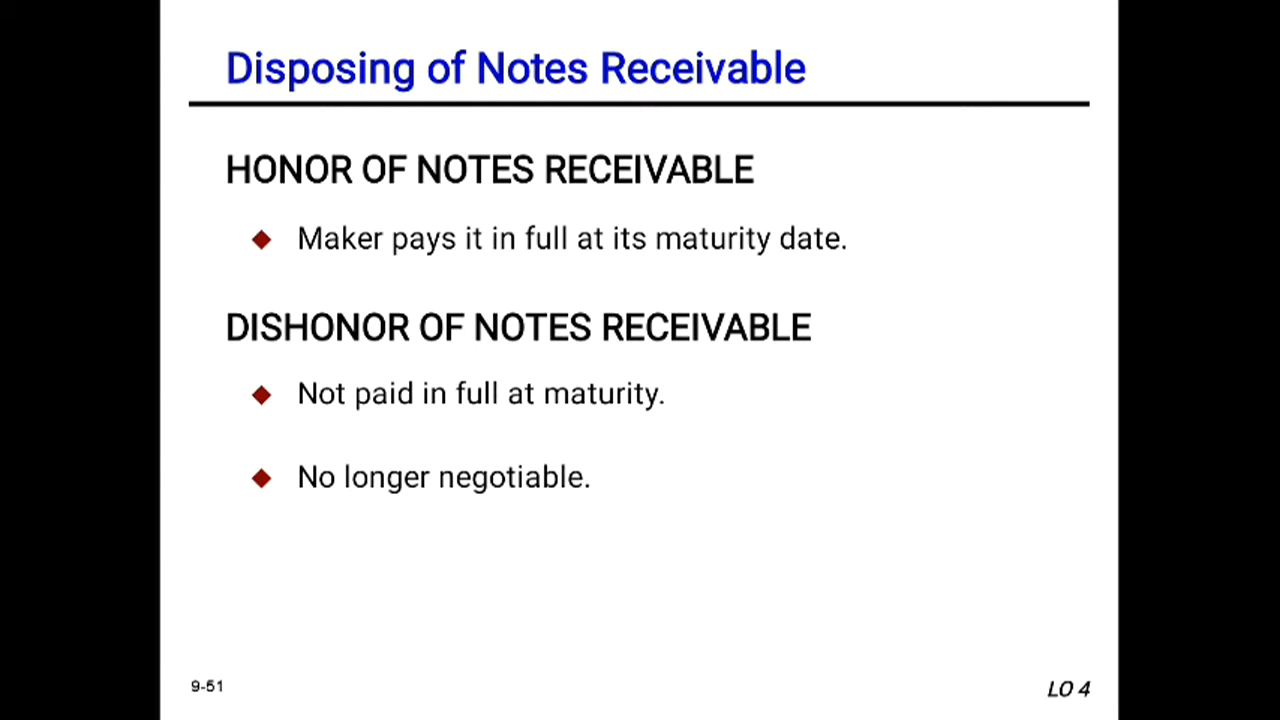 Disposing of Notes Receivable
HONOR OF NOTES RECEIVABLE
Maker pays it in full at its maturity date.
DISHONOR OF NOTES RECEIVABLE
Not paid in full at maturity.
No longer negotiable.
9-51
LO 4